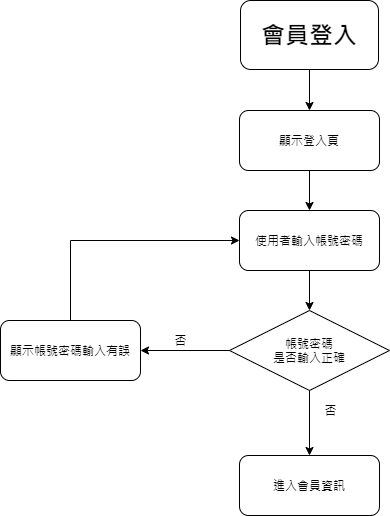 會員登入
顯示登入頁
使用者輸入帳號密碼
帳號密碼
是否輸入正確
否
顯示帳號密碼輸入有誤
否
進入會員資訊